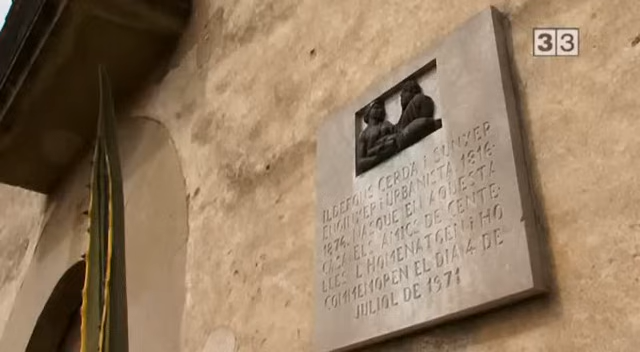 33
ILDEFONS CERDÀ I SUNYER
ENGINYER I URBANISTA, 1816-
1876, NASQUÉ EN AQUESTA
CASA. ELS AMICS DE CENTE-
LLES L'HOMENATGEN I HO
COMMEMOREN EL DIA 4 DE
JULIOL DE 1971